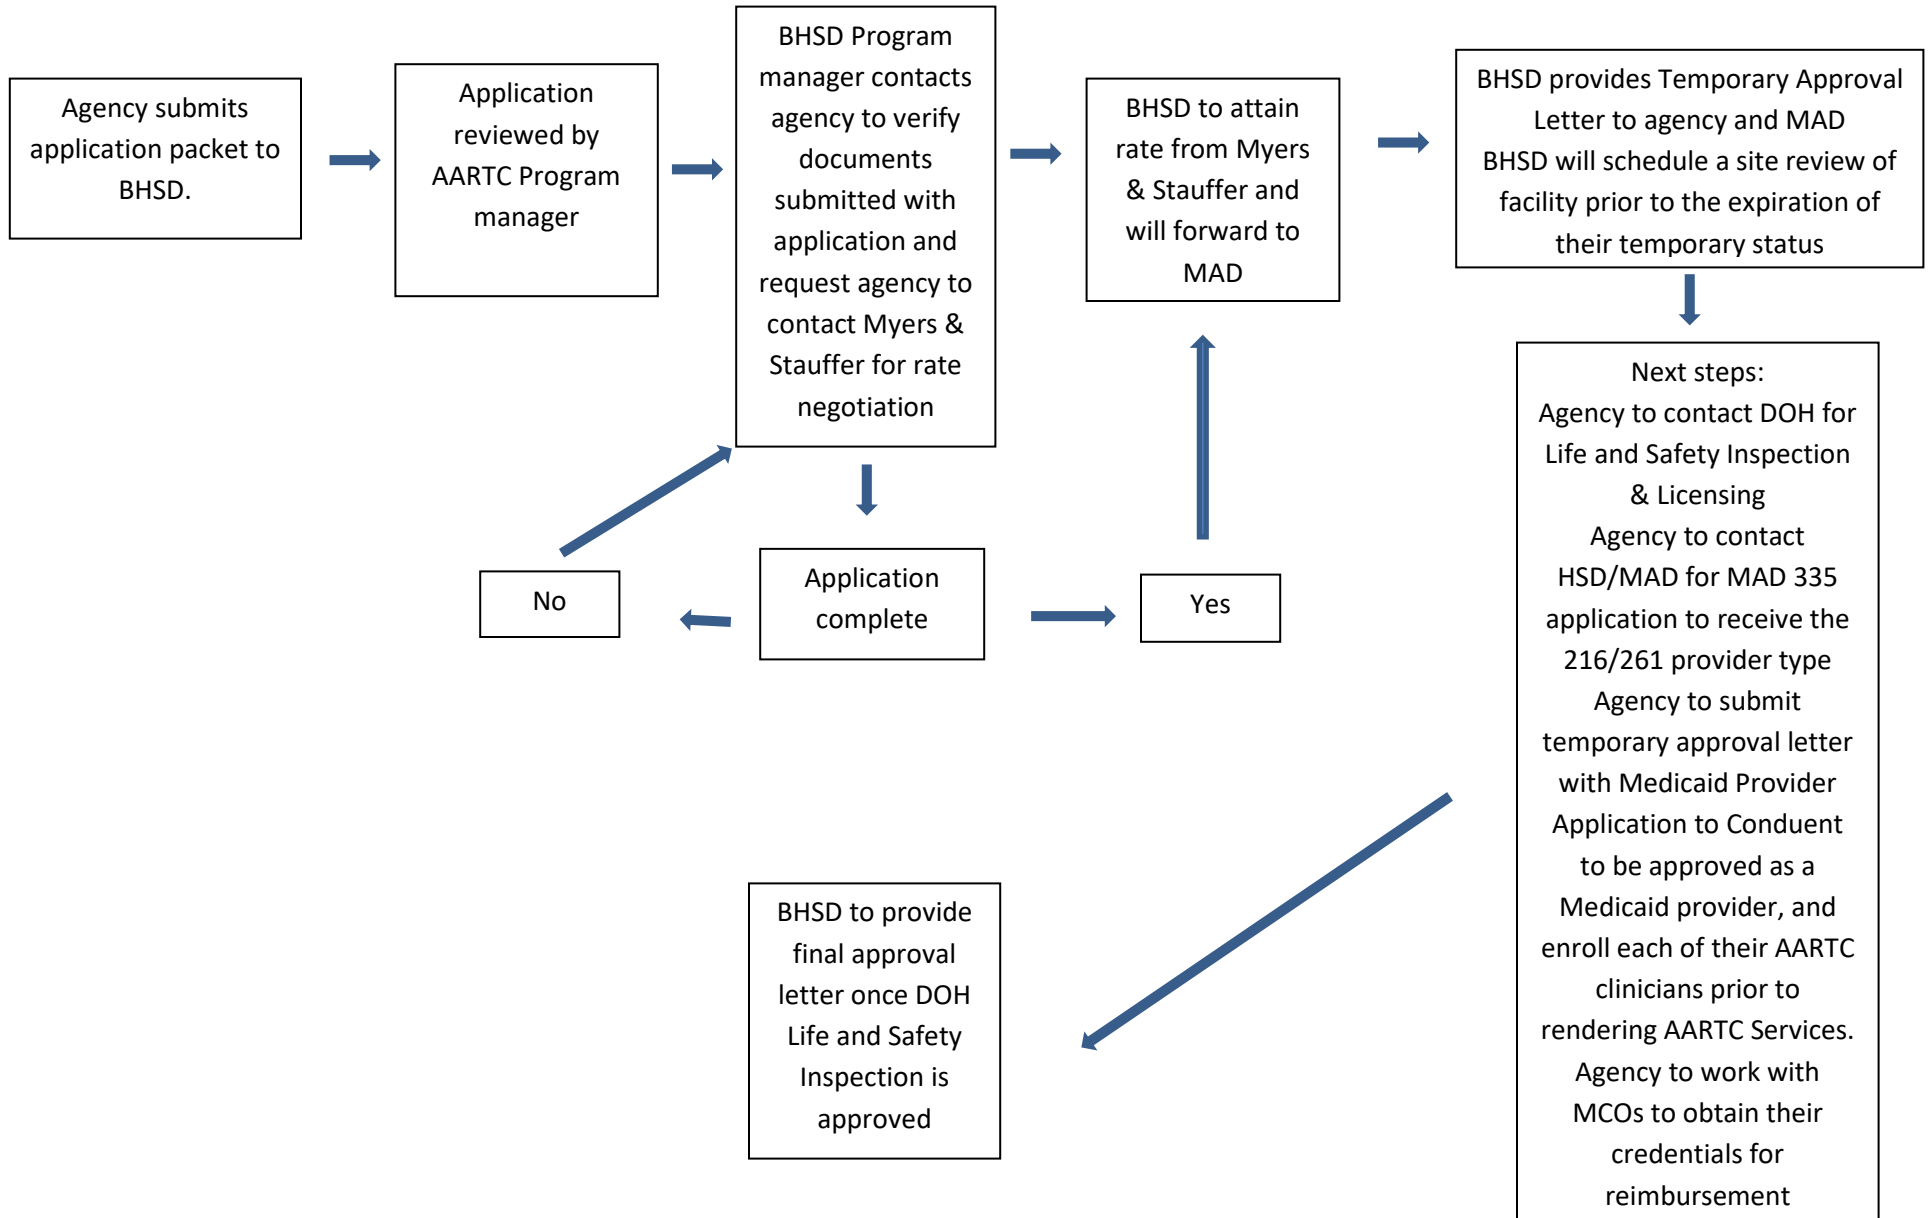 Agency submits
application packet to
BHSD.
Application
reviewed by
AARTC Program
manager
BHSD Program
manager contacts
agency to verify
documents
submitted with
application and
request agency to
contact Myers &
Stauffer for rate
negotiation
BHSD to attain
rate from Myers
& Stauffer and
will forward to
MAD
BHSD provides Temporary Approval
Letter to agency and MAD
BHSD will schedule a site review of
facility prior to the expiration of
their temporary status
No
Application
complete
Yes
Next steps:
Agency to contact DOH for
Life and Safety Inspection
& Licensing
Agency to contact
HSD/MAD for MAD 335
application to receive the
216/261 provider type
Agency to submit
temporary approval letter
with Medicaid Provider
Application to Conduent
to be approved as a
Medicaid provider, and
enroll each of their AARTC
clinicians prior to
rendering AARTC Services.
Agency to work with
MCOs to obtain their
credentials for
reimbursement
BHSD to provide
final approval
letter once DOH
Life and Safety
Inspection is
approved